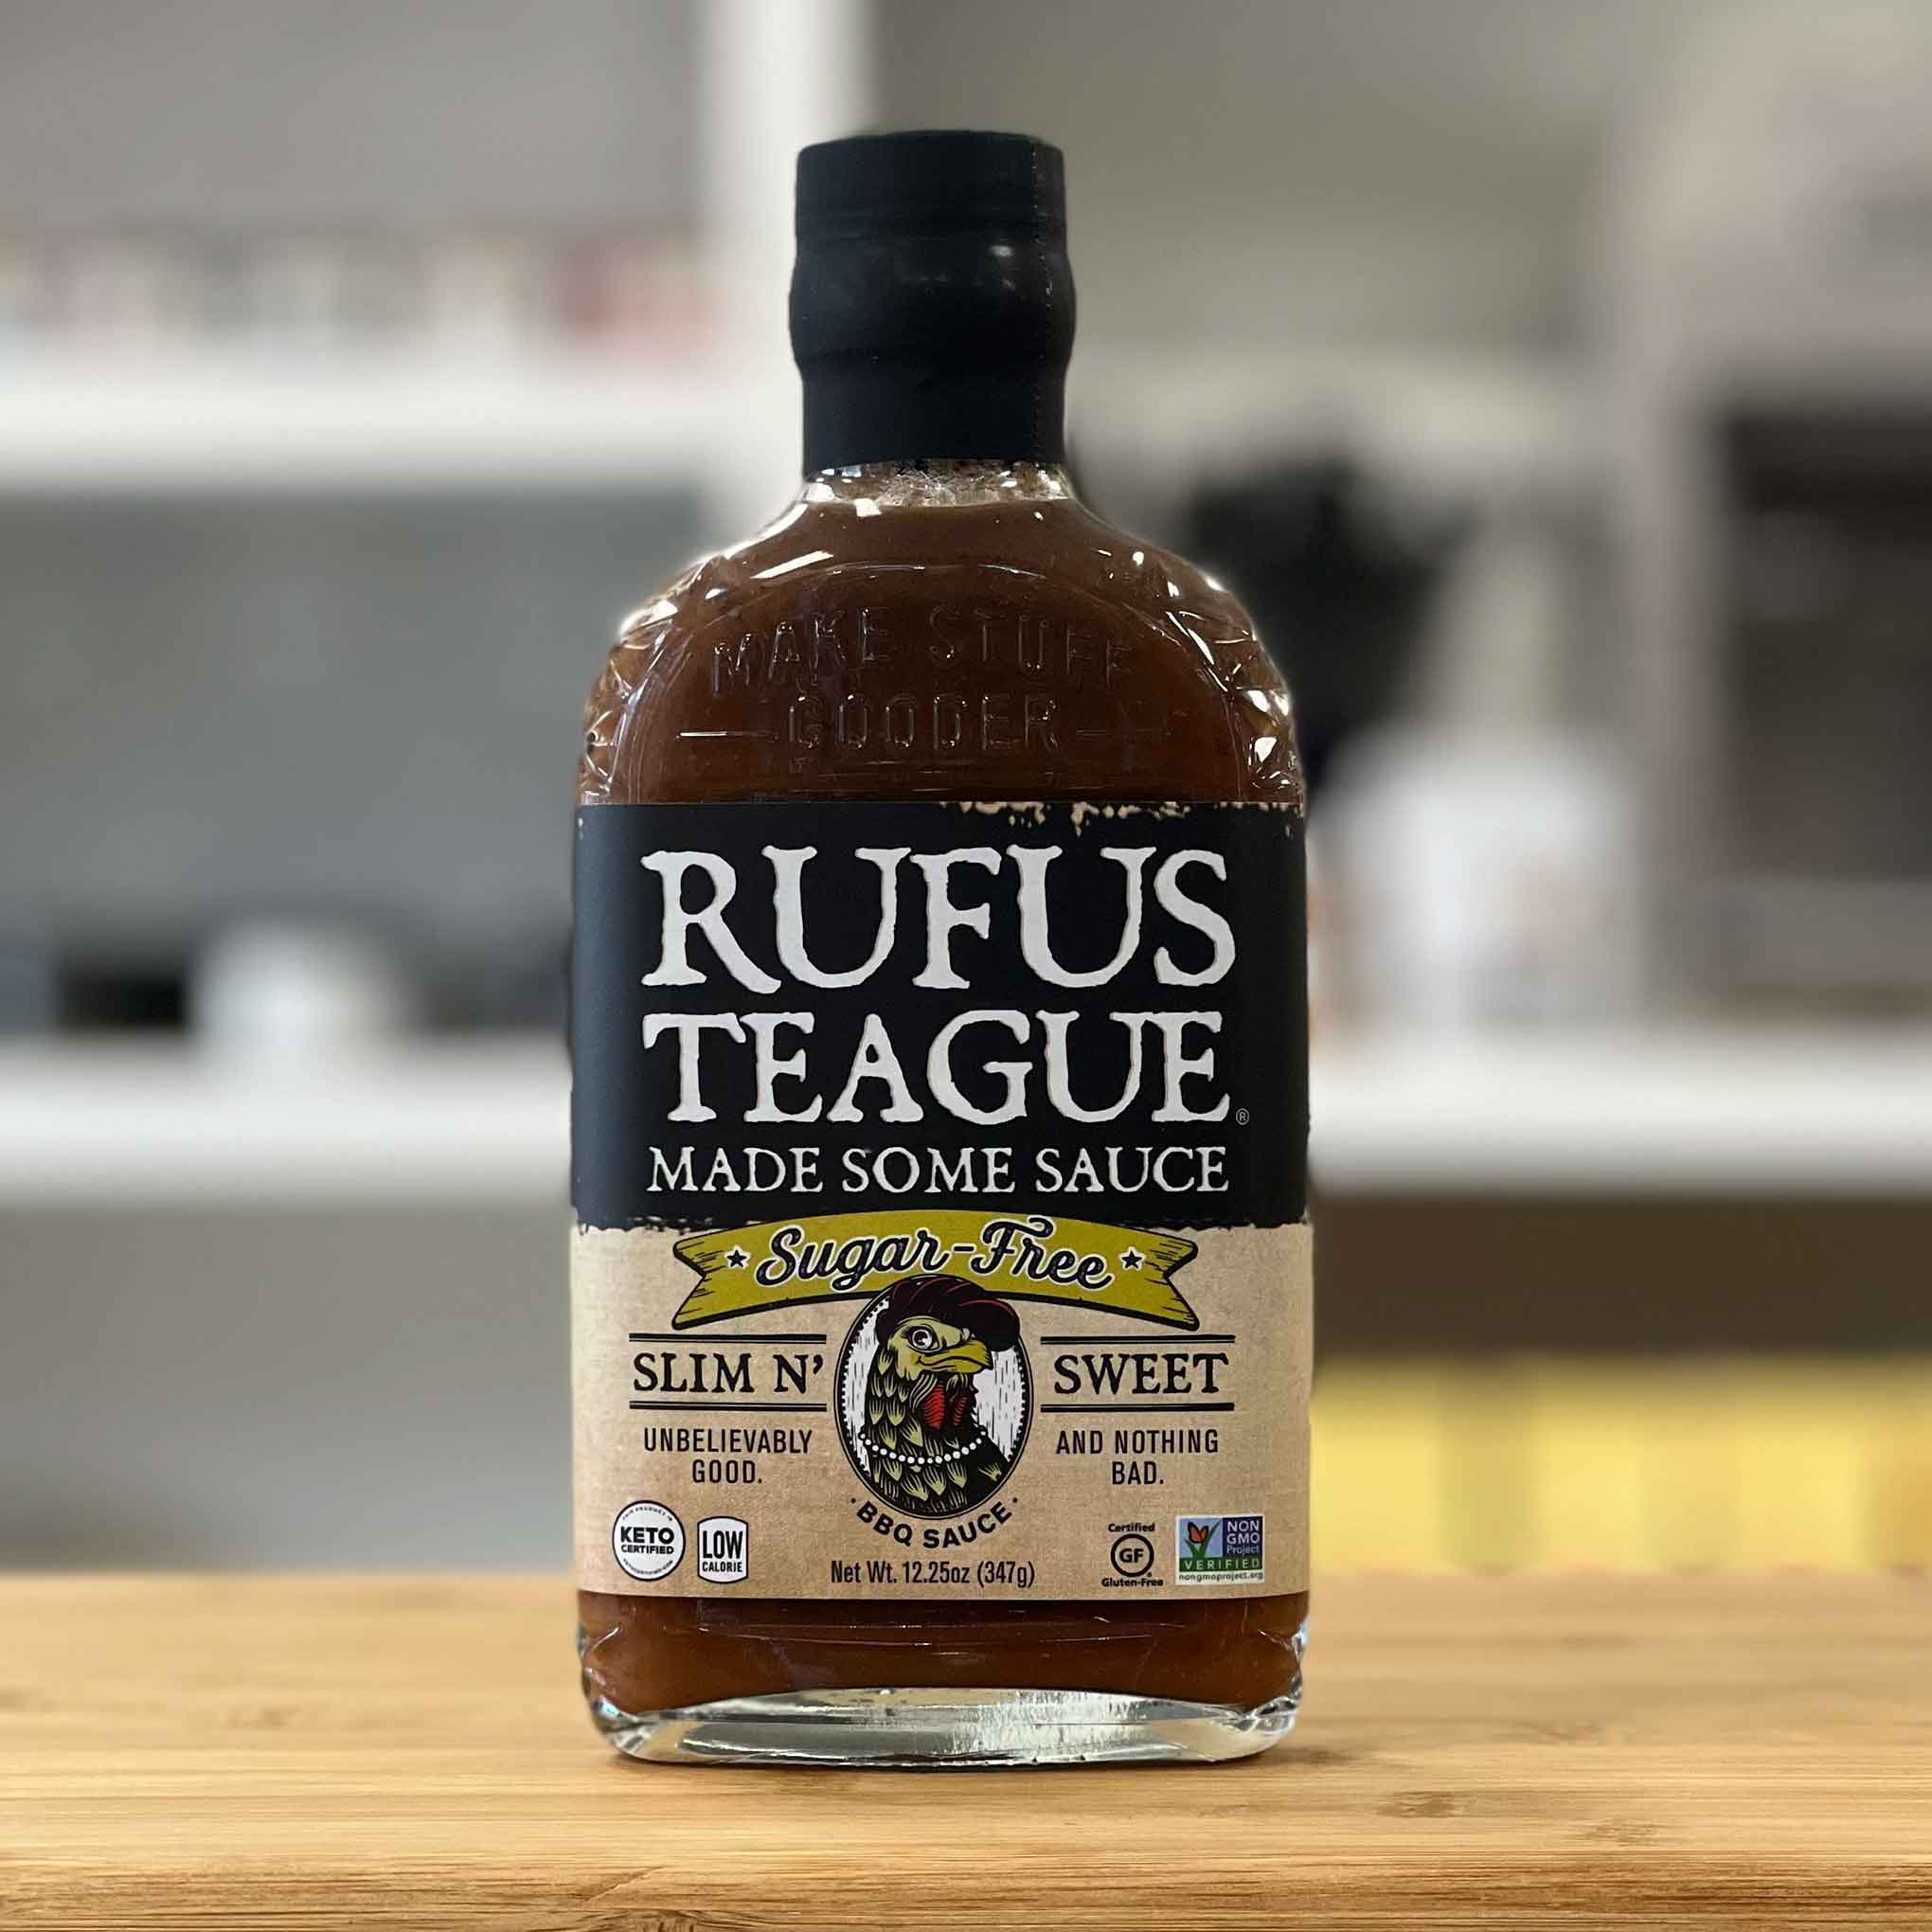 MAKE STUFF
GOODER
RUFUS
TEAGUE®
MADE SOME SAUCE
Sugar-Free
SLIM N' SWEET
UNBELIEVABLY
GOOD.
AND NOTHING
BAD.
BBQ SAUCE
KETO
CERTIFIED
LOW
CALORIE
Net Wt. 12.25oz (347g)
Certified
GF
Gluten-Free
NON
GMO
Project
VERIFIED
nongmoproject.org